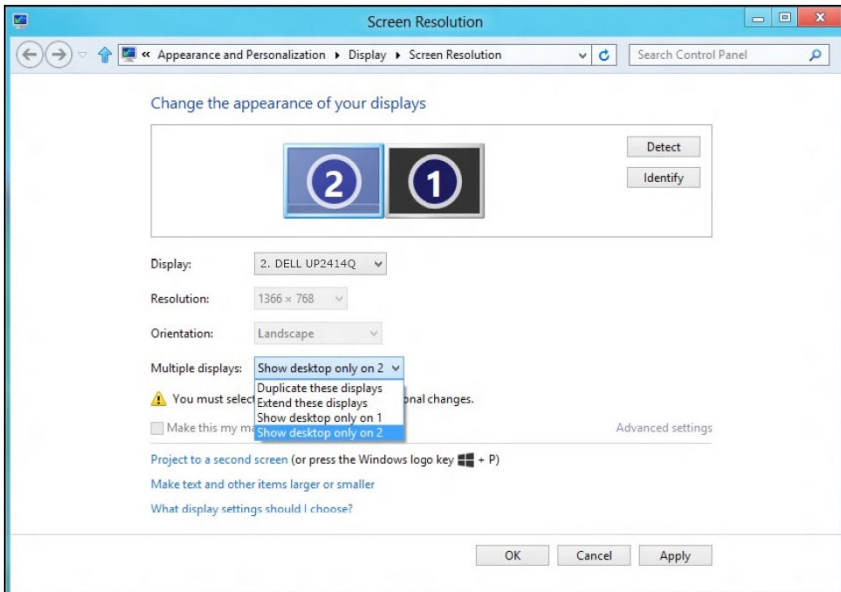 Screen Resolution
« Appearance and Personalization Display Screen Resolution Search Control Panel
Change the appearance of your displays
2 1
Detect
Identify
Display: 2. DELL UP2414Q
Resolution: 1366 × 768
Orientation: Landscape
Multiple displays: Show desktop only on 2
Duplicate these displays
You must selec onal changes.
Extend these displays
Show desktop only on 1
Make this my ma Show desktop only on 2 Advanced settings
Project to a second screen (or press the Windows logo key + P)
Make text and other items larger or smaller
What display settings should I choose?
OK Cancel Apply